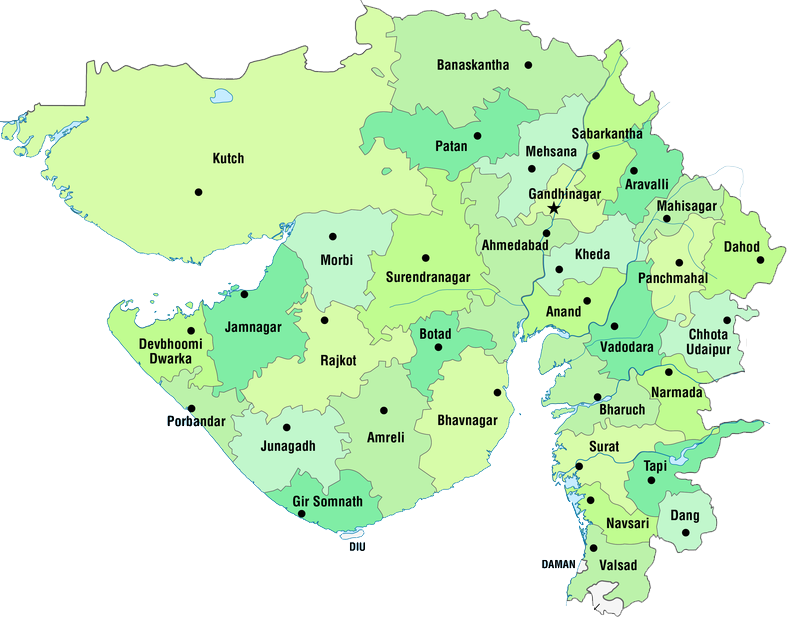 Banaskantha
Sabarkantha
Patan
Mehsana
Kutch
Aravalli
Gandhinagar
Mahisagar
Ahmedabad
Dahod
Kheda
Morbi
Surendranagar
Panchmahal
Anand
Jamnagar
Botad
Chhota
Udaipur
Devbhoomi
Dwarka
Vadodara
Rajkot
Narmada
Bharuch
Porbandar
Bhavnagar
Amreli
Junagadh
Surat
Tapi
Gir Somnath
Dang
Navsari
DIU
DAMAN
Valsad